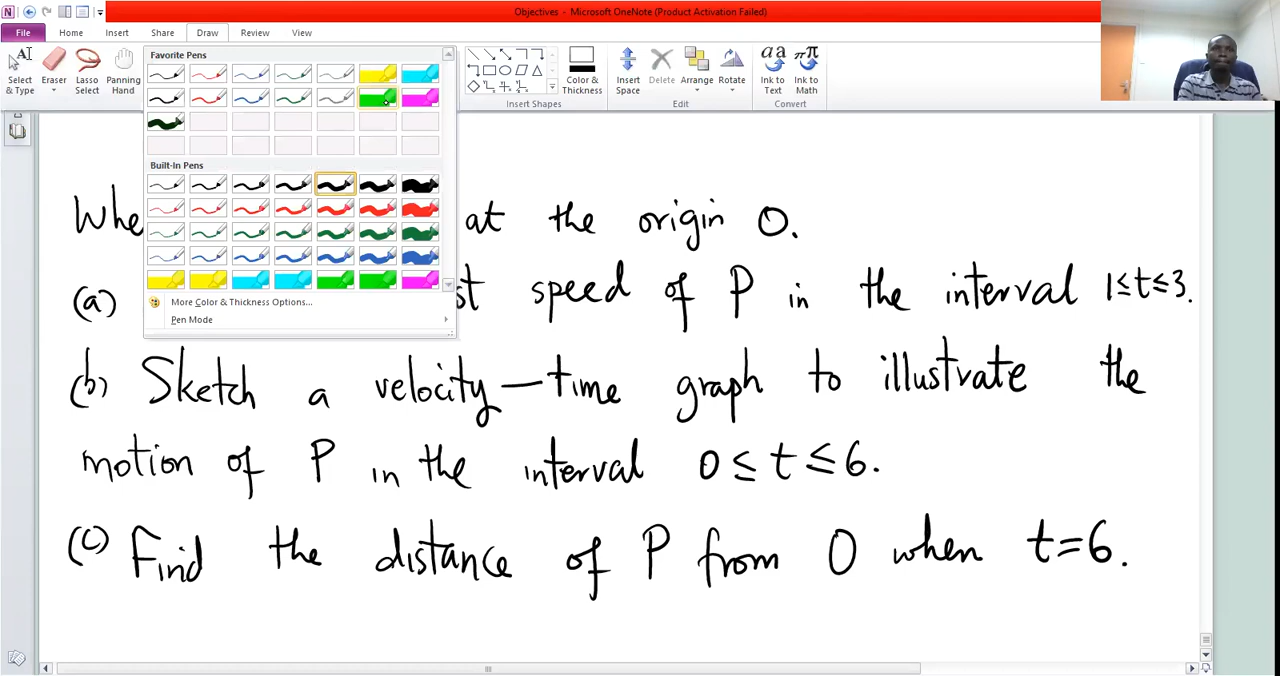 Objectives - Microsoft OneNote (Product Activation Failed)
File Home Insert Share Draw Review View
Select & Type Eraser Lasso Select Panning Hand
Favorite Pens
Built-In Pens
More Color & Thickness Options...
Pen Mode
Color & Thickness Insert Space Delete Arrange Rotate Ink to Text Ink to Math
Insert Shapes Edit Convert
at the origin O.
(a) speed of P in the interval 1≤t≤3.
(b) Sketch a velocity-time graph to illustrate the
motion of P in the interval 0 ≤ t ≤ 6.
(c) Find the distance of P from O when t=6.